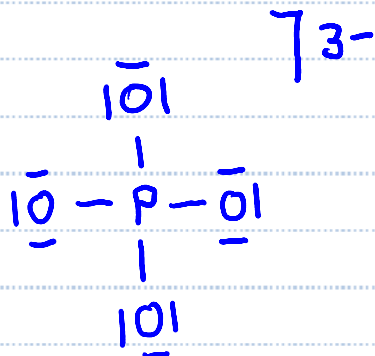 ⎤ 3-
|O̅|
|
|O̲̅ — P — O̲̅|
|
|O̲|